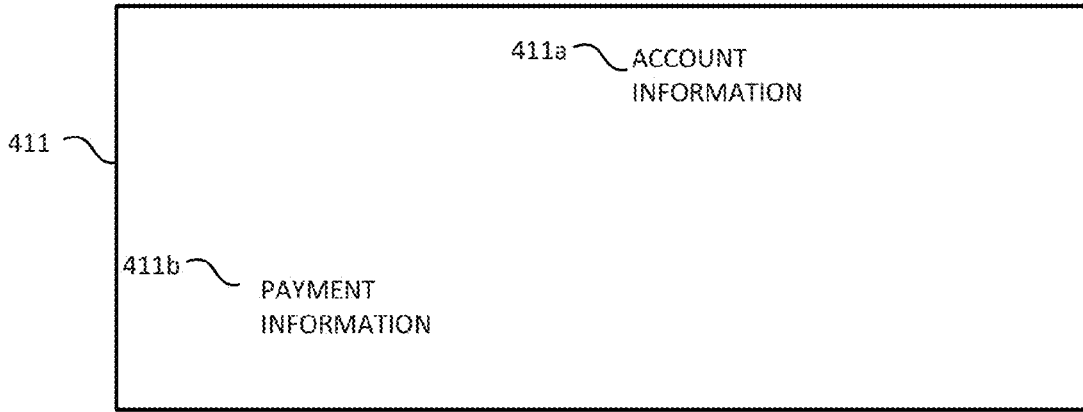 411a ACCOUNT
INFORMATION
411
411b
PAYMENT
INFORMATION